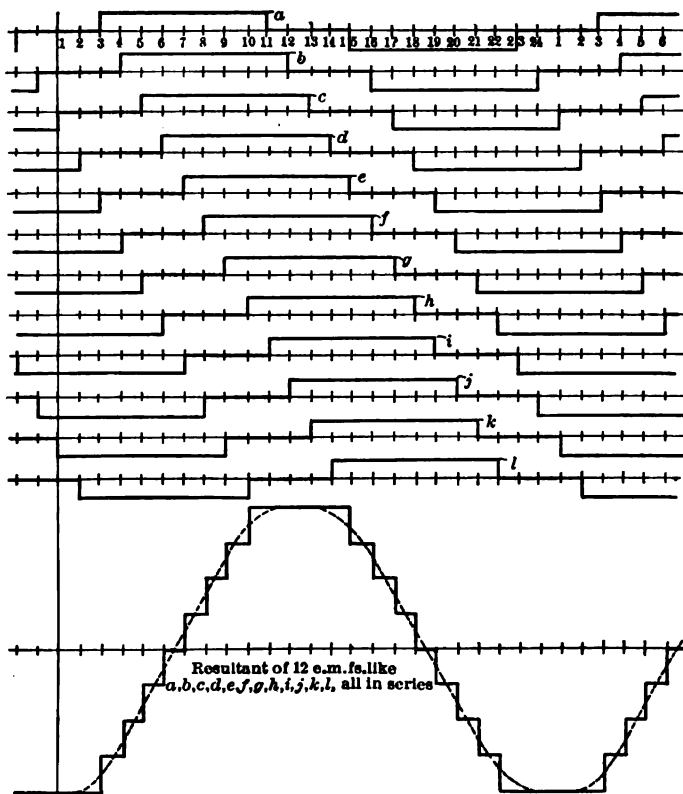 a
1 2 3 4 5 6 7 8 9 10 11 12 13 14 15 16 17 18 19 20 21 22 23 24 1 2 3 4 5 6
b
c
d
e
f
g
h
i
j
k
l
Resultant of 12 e.m.fs. like
a,b,c,d,e,f,g,h,i,j,k,l, all in series